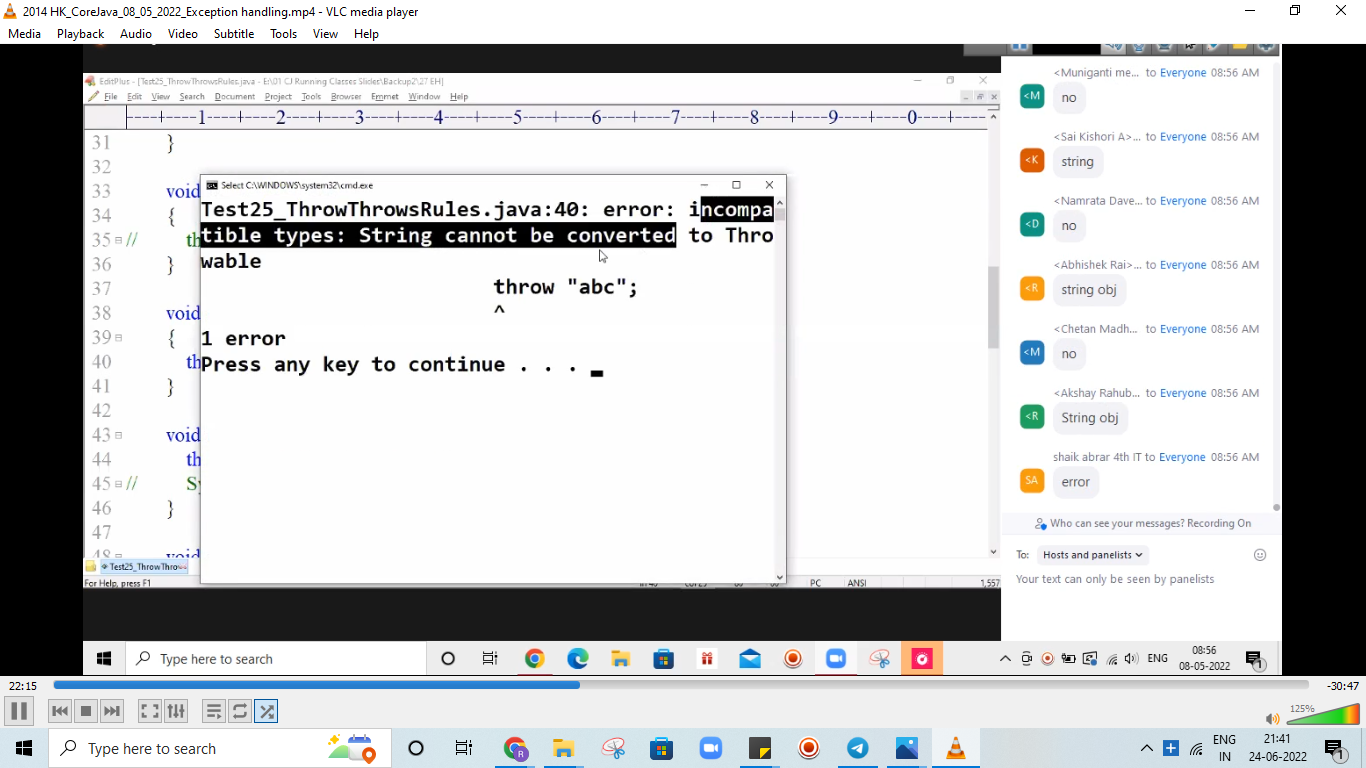 2014 HK_CoreJava_08_05_2022_Exception handling.mp4 - VLC media player
Media Playback Audio Video Subtitle Tools View Help
EditPlus - [Test25_ThrowThrowsRules.java - E:\01 CJ Running Classes Slides\Backup2\27 EH]
File Edit View Search Document Project Tools Browser Emmet Window Help
----+----1----+----2----+----3----+----4----+----5----+----6----+----7----+----8----+----9----+----0----+--
31 }
32
33 void
34 {
35 // th
36 }
37
38 void
39 {
40 th
41 }
42
43 void
44 th
45 // Sy
46 }
47
48 void
Select C:\WINDOWS\system32\cmd.exe
Test25_ThrowThrowsRules.java:40: error: incompa
tible types: String cannot be converted to Thro
wable
throw "abc";
^
1 error
Press any key to continue . . .
Test25_ThrowThrow
For Help, press F1
PC ANSI 1,557
<Muniganti me... to Everyone 08:56 AM
<M no
<Sai Kishori A>... to Everyone 08:56 AM
<K string
<Namrata Dave... to Everyone 08:56 AM
<D no
<Abhishek Rai>... to Everyone 08:56 AM
<R string obj
<Chetan Madh... to Everyone 08:56 AM
<M no
<Akshay Rahub... to Everyone 08:56 AM
<R String obj
shaik abrar 4th IT to Everyone 08:56 AM
SA error
Who can see your messages? Recording On
To: Hosts and panelists
Your text can only be seen by panelists
Type here to search
ENG
08:56
08-05-2022
1
22:15
-30:47
125%
Type here to search
ENG
IN
21:41
24-06-2022
1